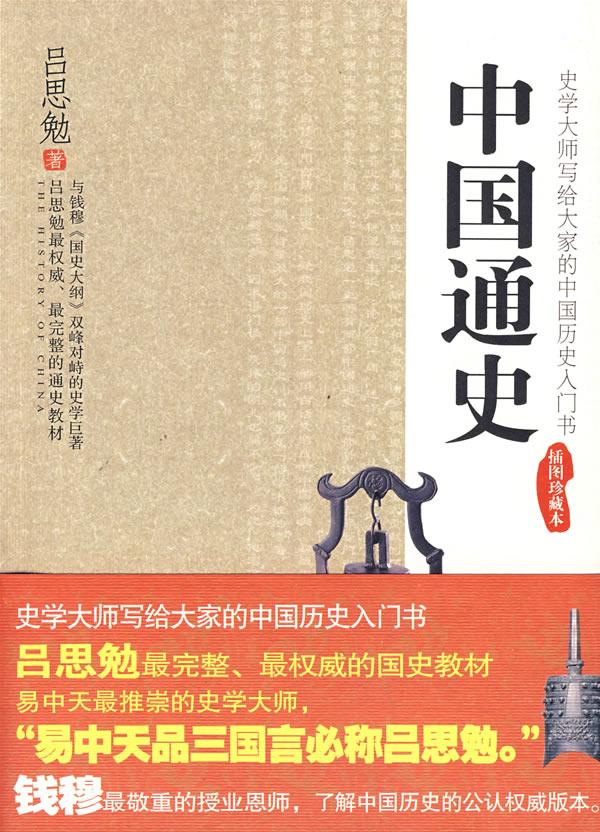 史学大师写给大家的中国历史入门书
中国通史
插图珍藏本
吕思勉
著
与钱穆《国史大纲》双峰对峙的史学巨著
吕思勉最权威、最完整的通史教材
THE HISTORY OF CHINA
史学大师写给大家的中国历史入门书
吕思勉最完整、最权威的国史教材
易中天最推崇的史学大师，
“易中天品三国言必称吕思勉。”
钱穆最敬重的授业恩师，了解中国历史的公认权威版本。